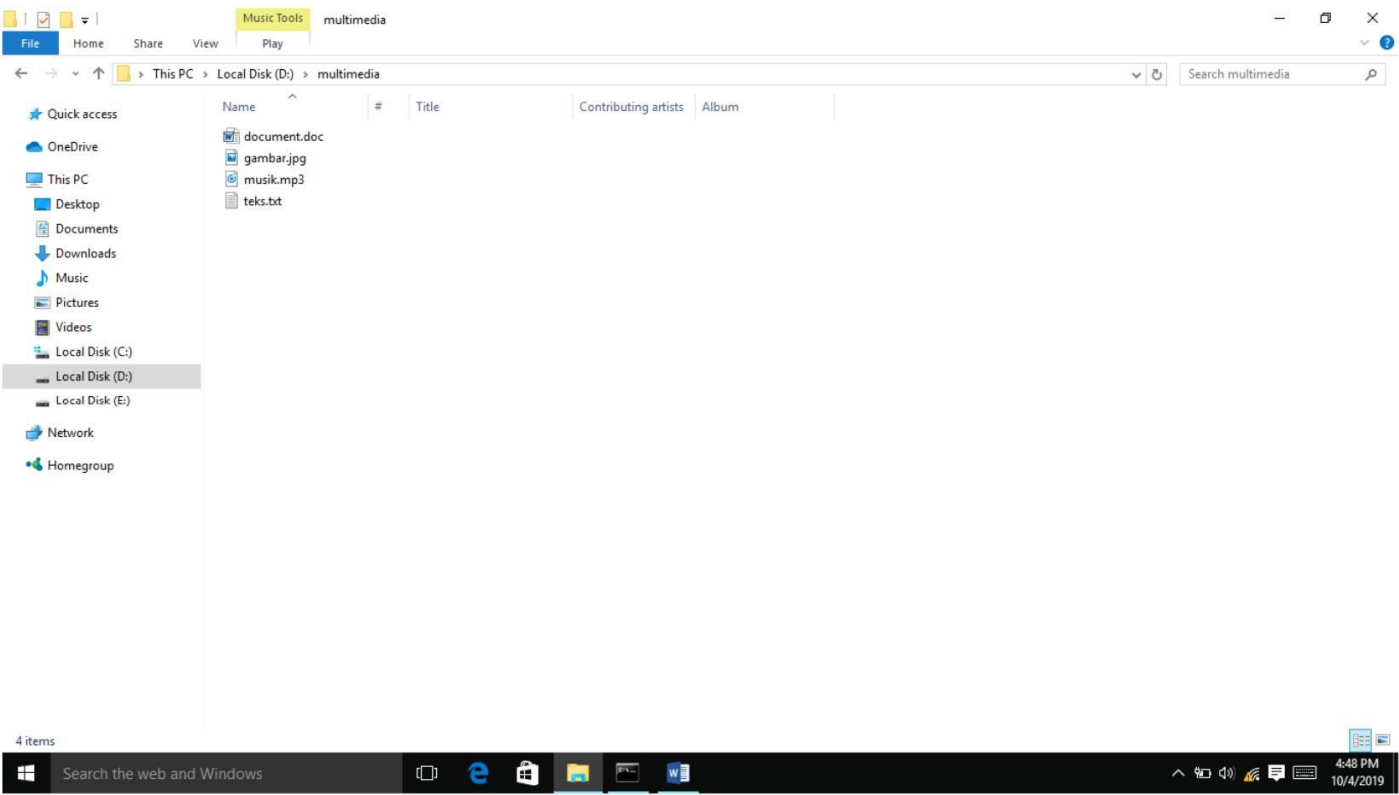 Music Tools multimedia
File Home Share View Play
This PC Local Disk (D:) multimedia Search multimedia
Name # Title Contributing artists Album
Quick access
OneDrive
This PC
Desktop
Documents
Downloads
Music
Pictures
Videos
Local Disk (C:)
Local Disk (D:)
Local Disk (E:)
Network
Homegroup
document.doc
gambar.jpg
musik.mp3
teks.txt
4 items
Search the web and Windows
4:48 PM
10/4/2019